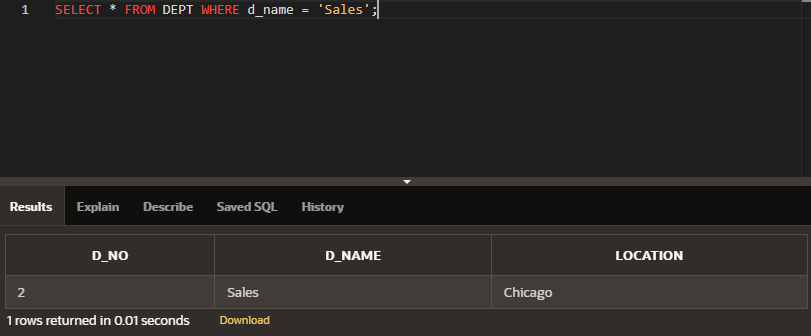 1 SELECT * FROM DEPT WHERE d_name = 'Sales';
Results Explain Describe Saved SQL History
D_NO D_NAME LOCATION
2 Sales Chicago
1 rows returned in 0.01 seconds Download